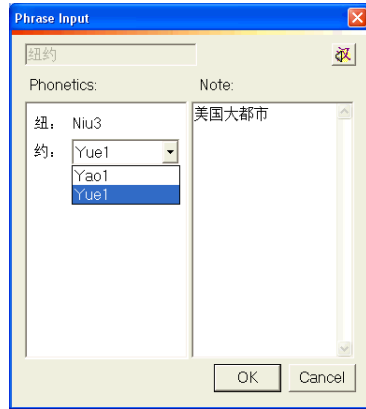 Phrase Input
纽约
汉
Phonetics: Note:
纽: Niu3
美国大都市
约: Yue1
Yao1
Yue1
OK Cancel